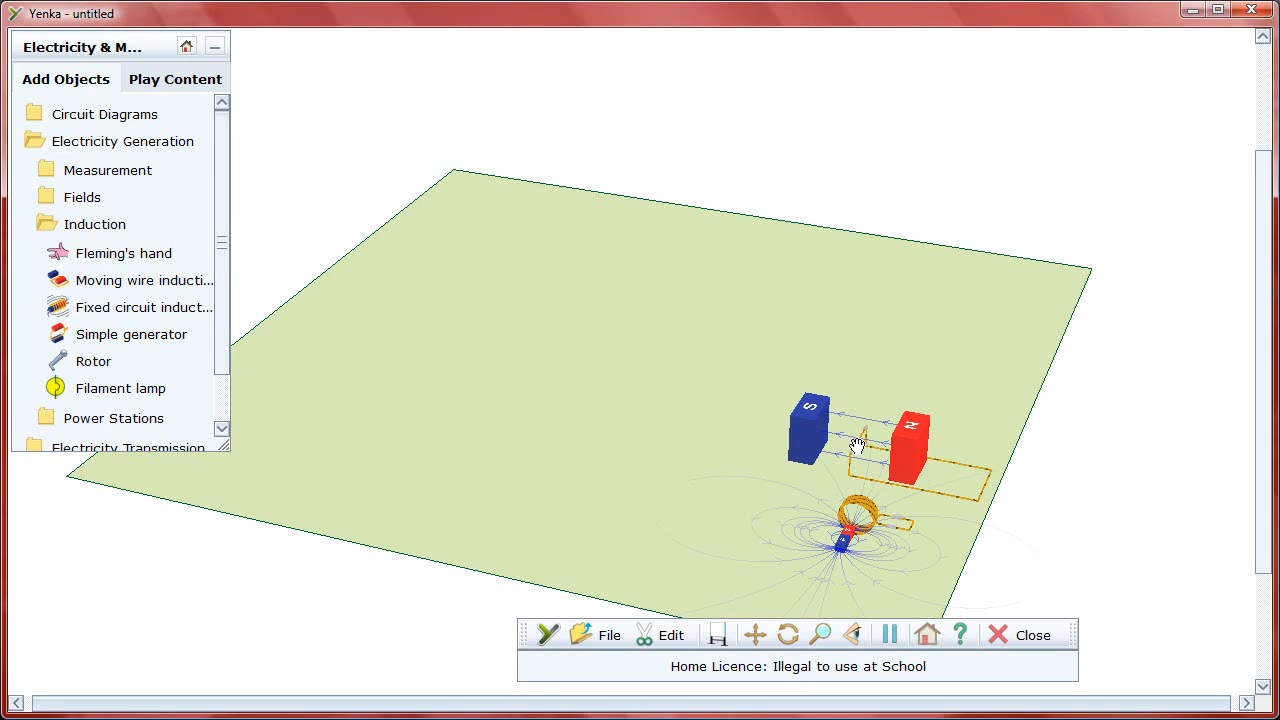 Yenka - untitled
Electricity & M...
Add Objects
Play Content
Circuit Diagrams
Electricity Generation
Measurement
Fields
Induction
Fleming's hand
Moving wire inducti...
Fixed circuit induct...
Simple generator
Rotor
Filament lamp
Power Stations
Electricity Transmission
S
N
File
Edit
?
Close
Home Licence: Illegal to use at School